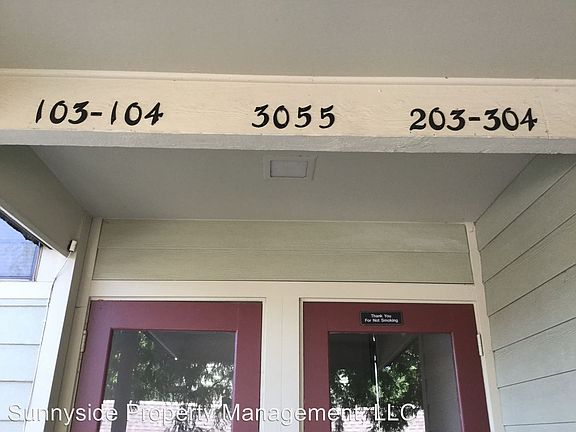 103-104 3055 203-304
Thank You
For Not Smoking
Sunnyside Property Management, LLC